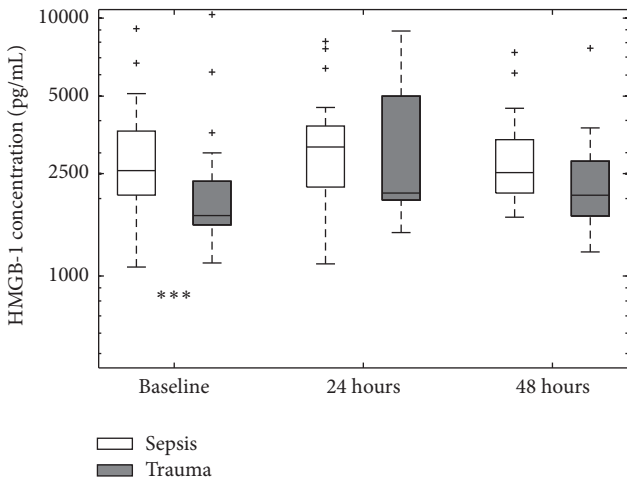 HMGB-1 concentration (pg/mL)
10000
5000
2500
1000
***
Baseline 24 hours 48 hours
Sepsis
Trauma